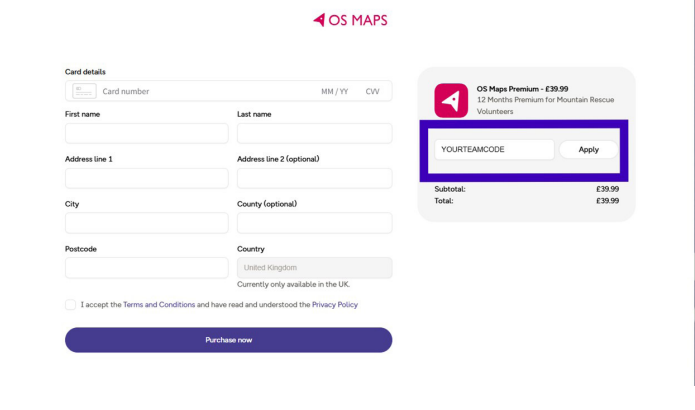 OS MAPS
Card details
Card number MM / YY CVV
First name Last name
Address line 1 Address line 2 (optional)
City County (optional)
Postcode Country
United Kingdom
Currently only available in the UK.
I accept the Terms and Conditions and have read and understood the Privacy Policy
Purchase now
OS Maps Premium - £39.99
12 Months Premium for Mountain Rescue
Volunteers
YOURTEAMCODE Apply
Subtotal: £39.99
Total: £39.99